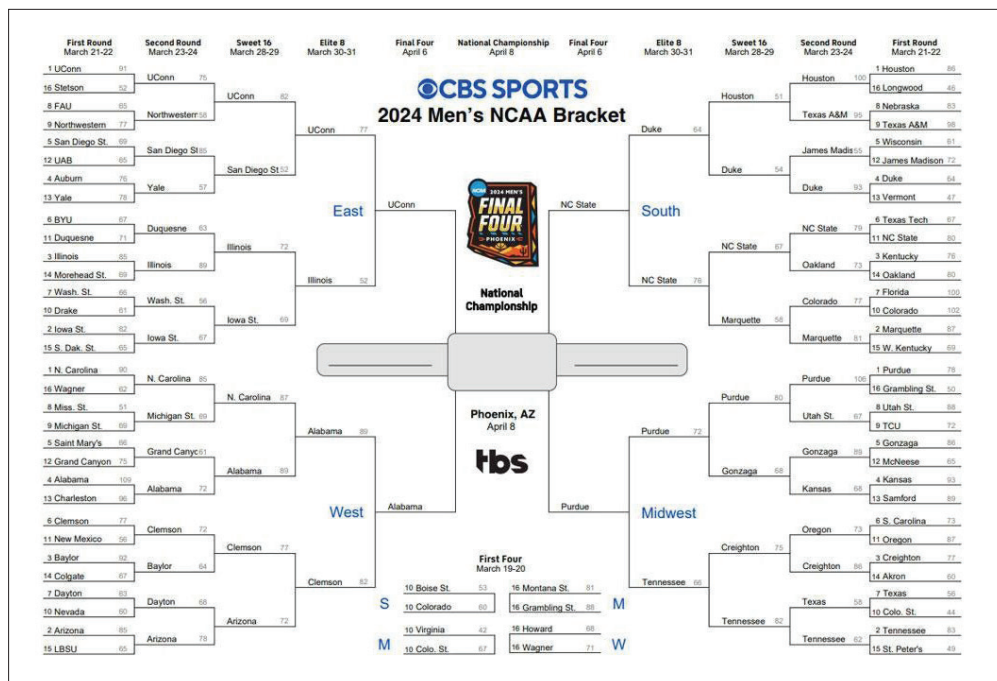 First Round
March 21-22
Second Round
March 23-24
Sweet 16
March 28-29
Elite 8
March 30-31
Final Four
April 6
National Championship
April 8
Final Four
April 6
Elite 8
March 30-31
Sweet 16
March 28-29
Second Round
March 23-24
First Round
March 21-22
CBS SPORTS
2024 Men's NCAA Bracket
1 UConn 91
16 Stetson 52
8 FAU 65
9 Northwestern 77
5 San Diego St. 69
12 UAB 65
4 Auburn 76
13 Yale 78
6 BYU 67
11 Duquesne 71
3 Illinois 85
14 Morehead St. 69
7 Wash. St. 66
10 Drake 61
2 Iowa St. 82
15 S. Dak. St. 65
UConn 75
Northwestern 58
San Diego St 85
Yale 57
Duquesne 63
Illinois 89
Wash. St. 56
Iowa St. 67
UConn 82
San Diego St 52
Illinois 72
Iowa St. 69
UConn 77
Illinois 52
East
UConn
1 N. Carolina 90
16 Wagner 62
8 Miss. St. 51
9 Michigan St. 69
5 Saint Mary's 66
12 Grand Canyon 75
4 Alabama 109
13 Charleston 96
6 Clemson 77
11 New Mexico 56
3 Baylor 92
14 Colgate 67
7 Dayton 63
10 Nevada 60
2 Arizona 85
15 LBSU 65
N. Carolina 85
Michigan St. 69
Grand Canyo 61
Alabama 72
Clemson 72
Baylor 64
Dayton 68
Arizona 78
N. Carolina 87
Alabama 89
Clemson 77
Arizona 72
Alabama 89
Clemson 82
West
Alabama
NCAA
2024 MEN'S
FINAL
FOUR
PHOENIX
National
Championship
Phoenix, AZ
April 8
tbs
First Four
March 19-20
S
10 Boise St. 53
10 Colorado 60
16 Montana St. 81
16 Grambling St. 88
M
M
10 Virginia 42
10 Colo. St. 67
16 Howard 68
16 Wagner 71
W
NC State
South
Duke 64
NC State 76
Houston 51
Duke 54
NC State 67
Marquette 58
Houston 100
Texas A&M 95
James Madis 55
Duke 93
NC State 79
Oakland 73
Colorado 77
Marquette 81
1 Houston 86
16 Longwood 46
8 Nebraska 83
9 Texas A&M 98
5 Wisconsin 61
12 James Madison 72
4 Duke 64
13 Vermont 47
6 Texas Tech 67
11 NC State 80
3 Kentucky 76
14 Oakland 80
7 Florida 100
10 Colorado 102
2 Marquette 87
15 W. Kentucky 69
Purdue
Midwest
Purdue 72
Tennessee 66
Purdue 80
Gonzaga 68
Creighton 75
Tennessee 82
Purdue 106
Utah St. 67
Gonzaga 89
Kansas 68
Oregon 73
Creighton 86
Texas 58
Tennessee 62
1 Purdue 78
16 Grambling St. 50
8 Utah St. 88
9 TCU 72
5 Gonzaga 86
12 McNeese 65
4 Kansas 93
13 Samford 89
6 S. Carolina 73
11 Oregon 87
3 Creighton 77
14 Akron 60
7 Texas 56
10 Colo. St. 44
2 Tennessee 83
15 St. Peter's 49